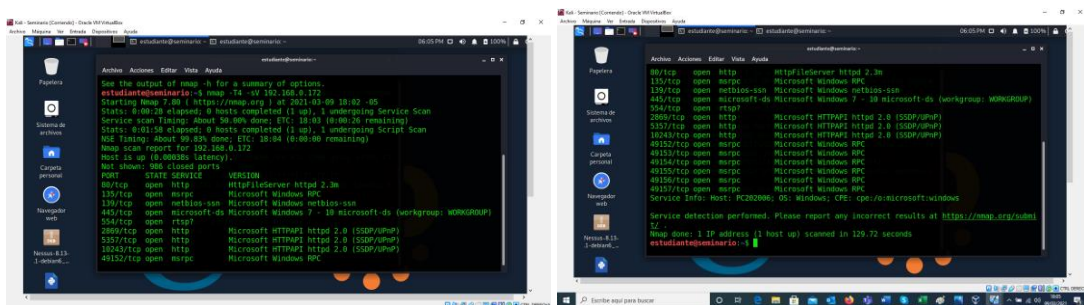 Kali - Seminario [Corriendo] - Oracle VM VirtualBox
Archivo Máquina Ver Entrada Dispositivos Ayuda
estudiante@seminario: ~ estudiante@seminario: ~ 06:05 PM 100%
Papelera
Sistema de archivos
Carpeta personal
Navegador web
Nessus-8.13-
.1-debian6_...
estudiante@seminario: ~
Archivo Acciones Editar Vista Ayuda
See the output of nmap -h for a summary of options.
estudiante@seminario:~$ nmap -T4 -sV 192.168.0.172
Starting Nmap 7.80 ( https://nmap.org ) at 2021-03-09 18:02 -05
Stats: 0:00:28 elapsed; 0 hosts completed (1 up), 1 undergoing Service Scan
Service scan Timing: About 50.00% done; ETC: 18:03 (0:00:26 remaining)
Stats: 0:01:58 elapsed; 0 hosts completed (1 up), 1 undergoing Script Scan
NSE Timing: About 99.83% done; ETC: 18:04 (0:00:00 remaining)
Nmap scan report for 192.168.0.172
Host is up (0.00038s latency).
Not shown: 986 closed ports
PORT STATE SERVICE VERSION
80/tcp open http HttpFileServer httpd 2.3m
135/tcp open msrpc Microsoft Windows RPC
139/tcp open netbios-ssn Microsoft Windows netbios-ssn
445/tcp open microsoft-ds Microsoft Windows 7 - 10 microsoft-ds (workgroup: WORKGROUP)
554/tcp open rtsp?
2869/tcp open http Microsoft HTTPAPI httpd 2.0 (SSDP/UPnP)
5357/tcp open http Microsoft HTTPAPI httpd 2.0 (SSDP/UPnP)
10243/tcp open http Microsoft HTTPAPI httpd 2.0 (SSDP/UPnP)
49152/tcp open msrpc Microsoft Windows RPC
Kali - Seminario [Corriendo] - Oracle VM VirtualBox
Archivo Máquina Ver Entrada Dispositivos Ayuda
estudiante@seminario: ~ estudiante@seminario: ~ 06:05 PM 100%
Papelera
Sistema de archivos
Carpeta personal
Navegador web
Nessus-8.13-
.1-debian6_...
estudiante@seminario: ~
Archivo Acciones Editar Vista Ayuda
80/tcp open http HttpFileServer httpd 2.3m
135/tcp open msrpc Microsoft Windows RPC
139/tcp open netbios-ssn Microsoft Windows netbios-ssn
445/tcp open microsoft-ds Microsoft Windows 7 - 10 microsoft-ds (workgroup: WORKGROUP)
554/tcp open rtsp?
2869/tcp open http Microsoft HTTPAPI httpd 2.0 (SSDP/UPnP)
5357/tcp open http Microsoft HTTPAPI httpd 2.0 (SSDP/UPnP)
10243/tcp open http Microsoft HTTPAPI httpd 2.0 (SSDP/UPnP)
49152/tcp open msrpc Microsoft Windows RPC
49153/tcp open msrpc Microsoft Windows RPC
49154/tcp open msrpc Microsoft Windows RPC
49155/tcp open msrpc Microsoft Windows RPC
49156/tcp open msrpc Microsoft Windows RPC
49157/tcp open msrpc Microsoft Windows RPC
Service Info: Host: PC202006; OS: Windows; CPE: cpe:/o:microsoft:windows
Service detection performed. Please report any incorrect results at https://nmap.org/submi
t/ .
Nmap done: 1 IP address (1 host up) scanned in 129.72 seconds
estudiante@seminario:~$
Escribe aquí para buscar